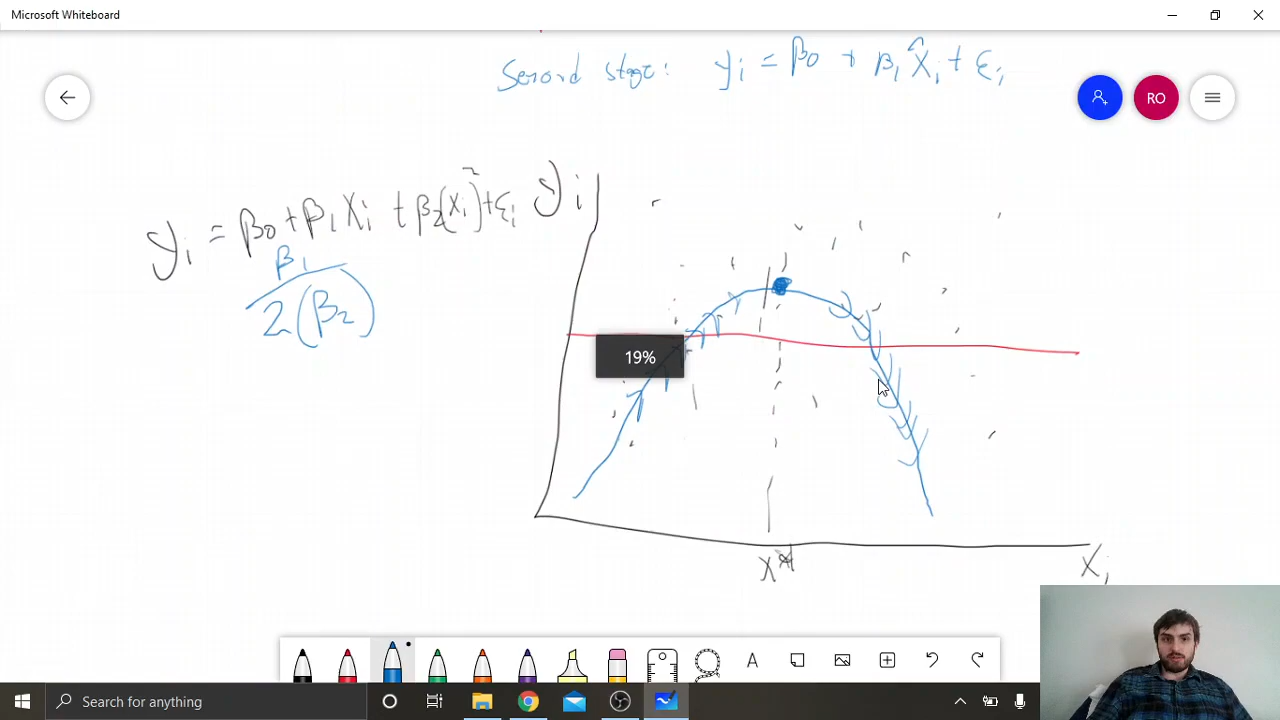 Microsoft Whiteboard
Second stage: yi = β0 + β1 X̂i + εi
RO
yi = β0 + β1 Xi + β2(Xi)² + εi
yi
β1
2(β2)
19%
X*
Xi
A
Search for anything